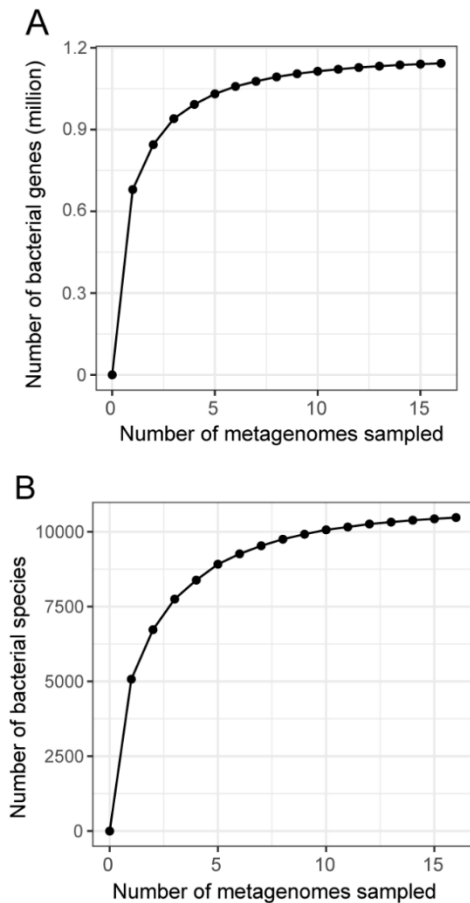 A
Number of bacterial genes (million)
1.2
0.9
0.6
0.3
0
0 5 10 15
Number of metagenomes sampled
B
Number of bacterial species
10000
7500
5000
2500
0
0 5 10 15
Number of metagenomes sampled